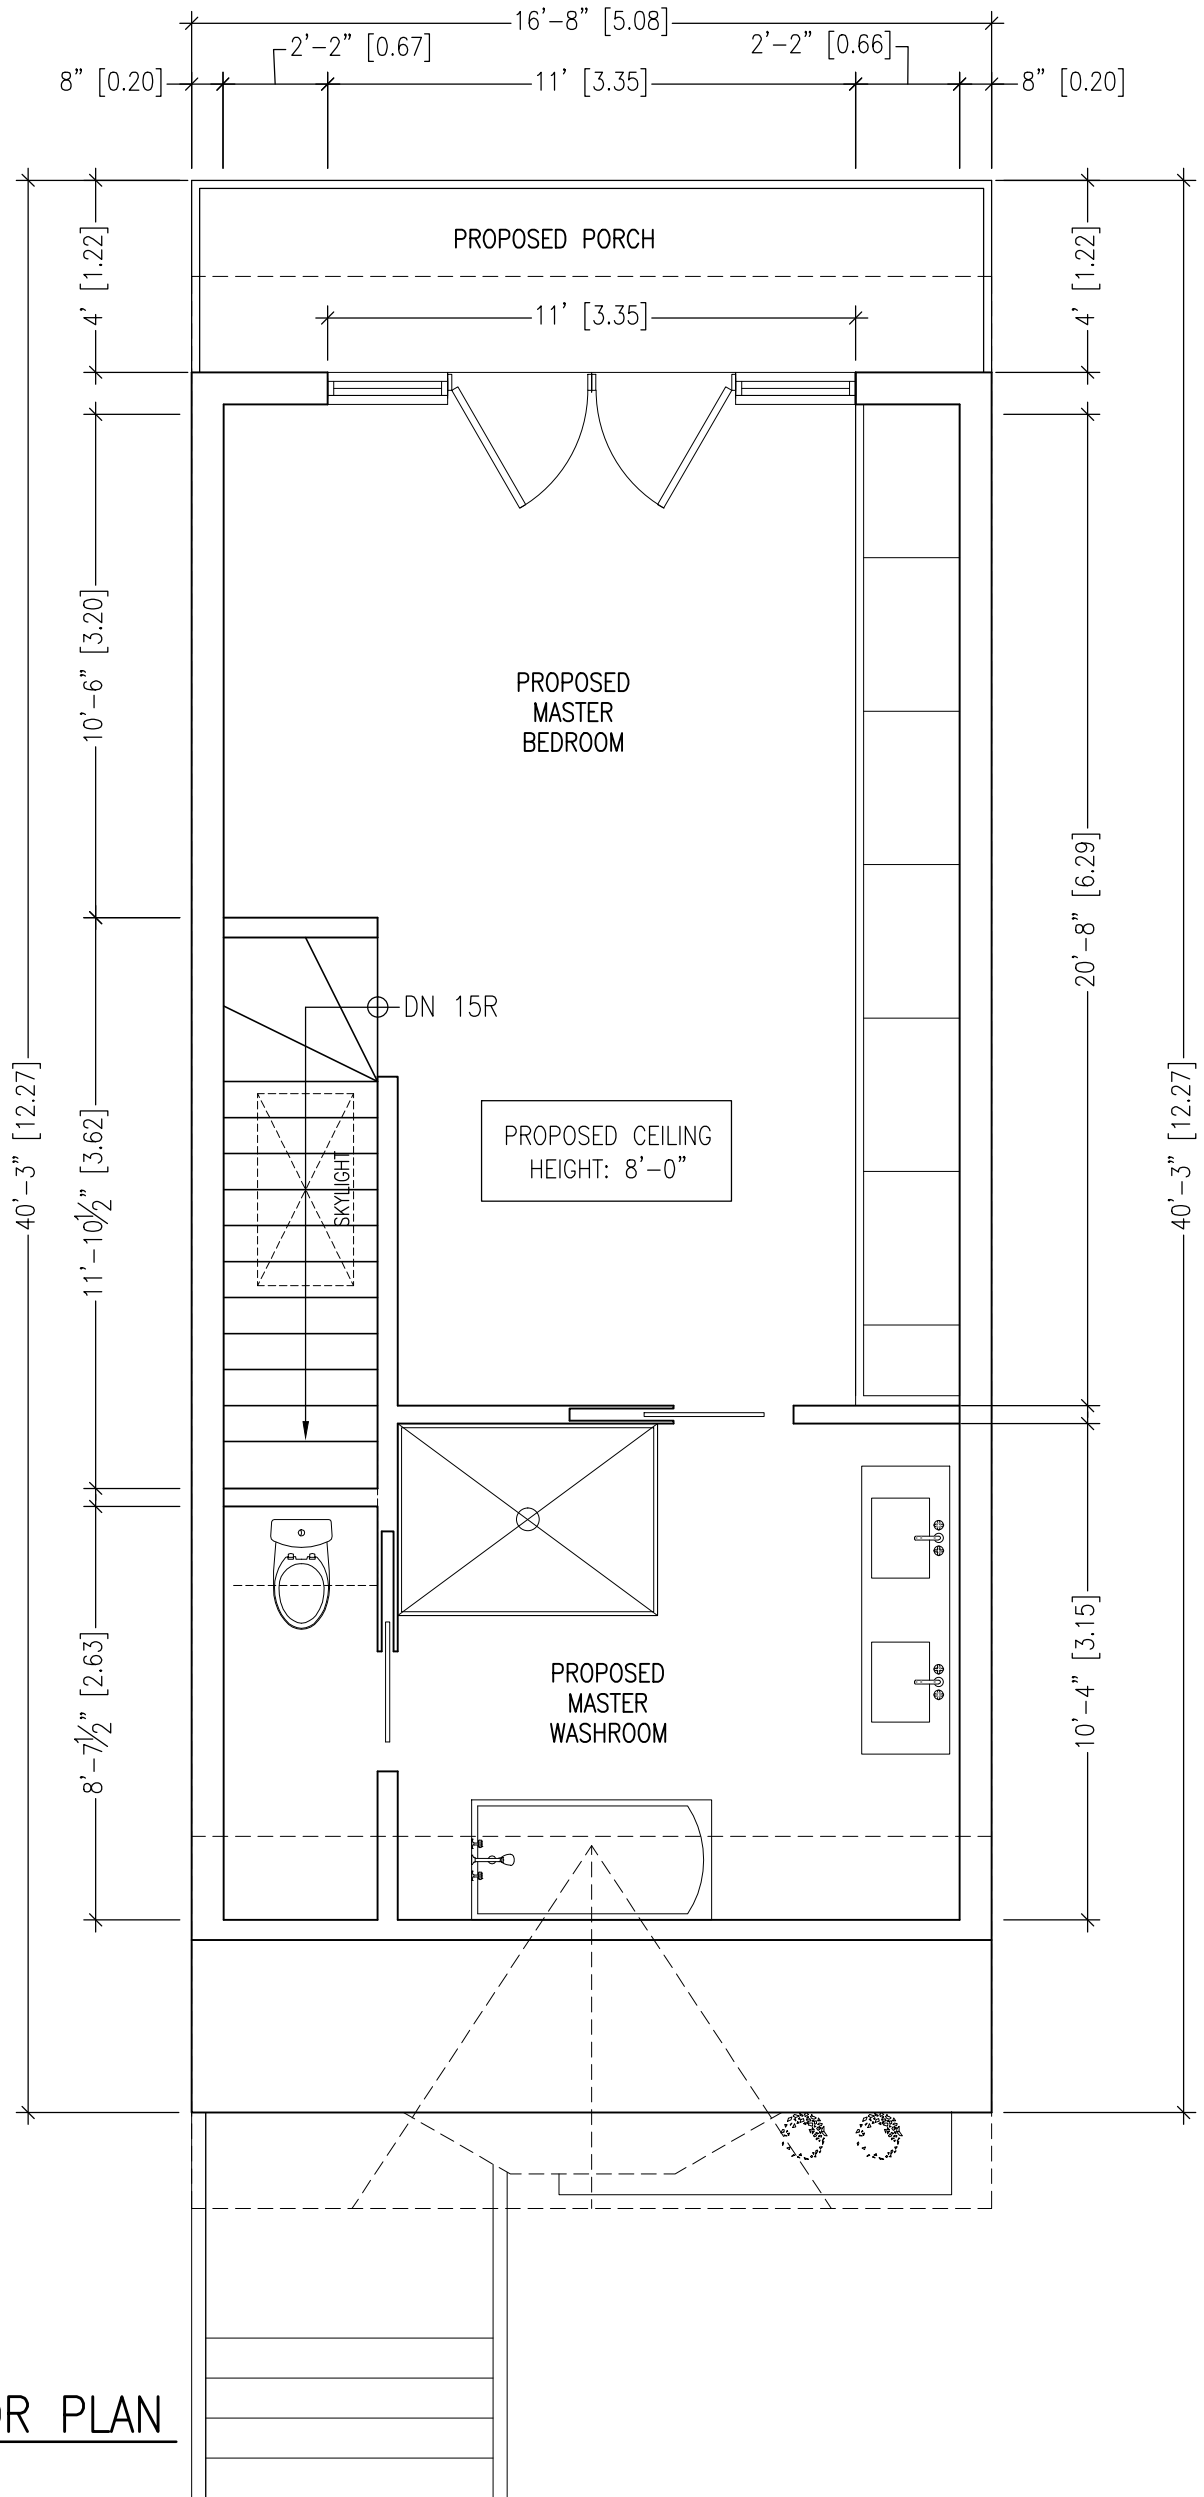 16'-8" [5.08]
2'-2" [0.67]
2'-2" [0.66]
8" [0.20]
11' [3.35]
8" [0.20]
PROPOSED PORCH
4' [1.22]
4' [1.22]
11' [3.35]
10'-6" [3.20]
PROPOSED
MASTER
BEDROOM
20'-8" [6.29]
DN 15R
40'-3" [12.27]
11'-10½" [3.62]
SKYLIGHT
PROPOSED CEILING
HEIGHT: 8'-0"
40'-3" [12.27]
8'-7½" [2.63]
PROPOSED
MASTER
WASHROOM
10'-4" [3.15]
PLAN